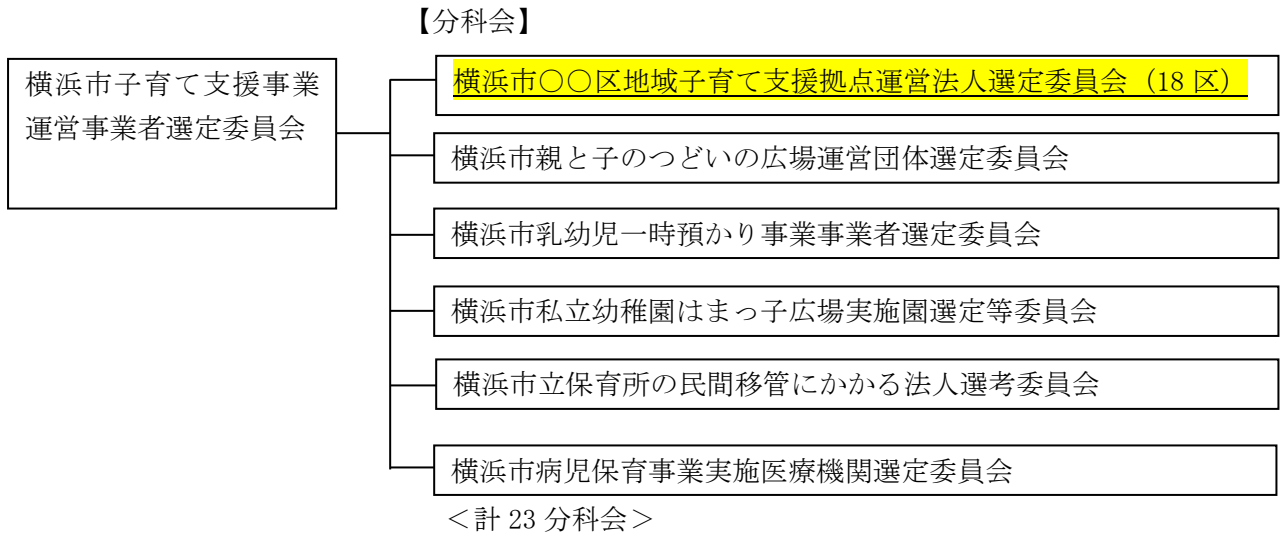 【分科会】
横浜市子育て支援事業
運営事業者選定委員会
横浜市○○区地域子育て支援拠点運営法人選定委員会（18 区）
横浜市親と子のつどいの広場運営団体選定委員会
横浜市乳幼児一時預かり事業事業者選定委員会
横浜市私立幼稚園はまっ子広場実施園選定等委員会
横浜市立保育所の民間移管にかかる法人選考委員会
横浜市病児保育事業実施医療機関選定委員会
＜計 23 分科会＞